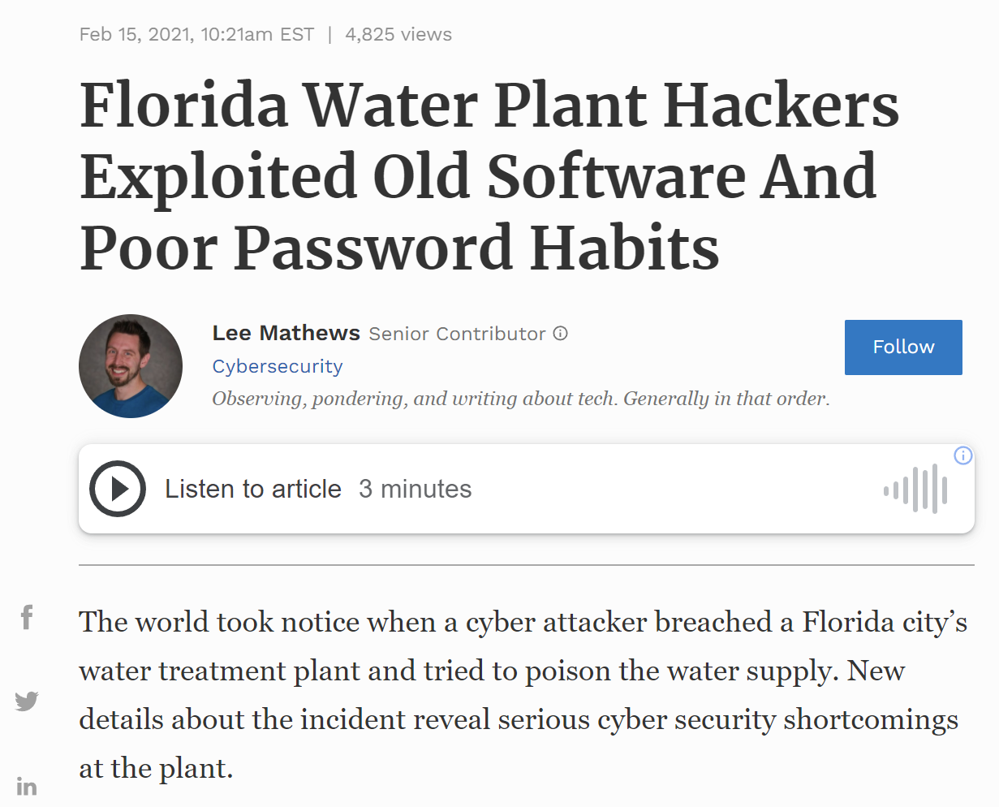 Feb 15, 2021, 10:21am EST | 4,825 views
Florida Water Plant Hackers
Exploited Old Software And
Poor Password Habits
Lee Mathews Senior Contributor
Cybersecurity
Observing, pondering, and writing about tech. Generally in that order.
Follow
Listen to article 3 minutes
The world took notice when a cyber attacker breached a Florida city’s
water treatment plant and tried to poison the water supply. New
details about the incident reveal serious cyber security shortcomings
at the plant.